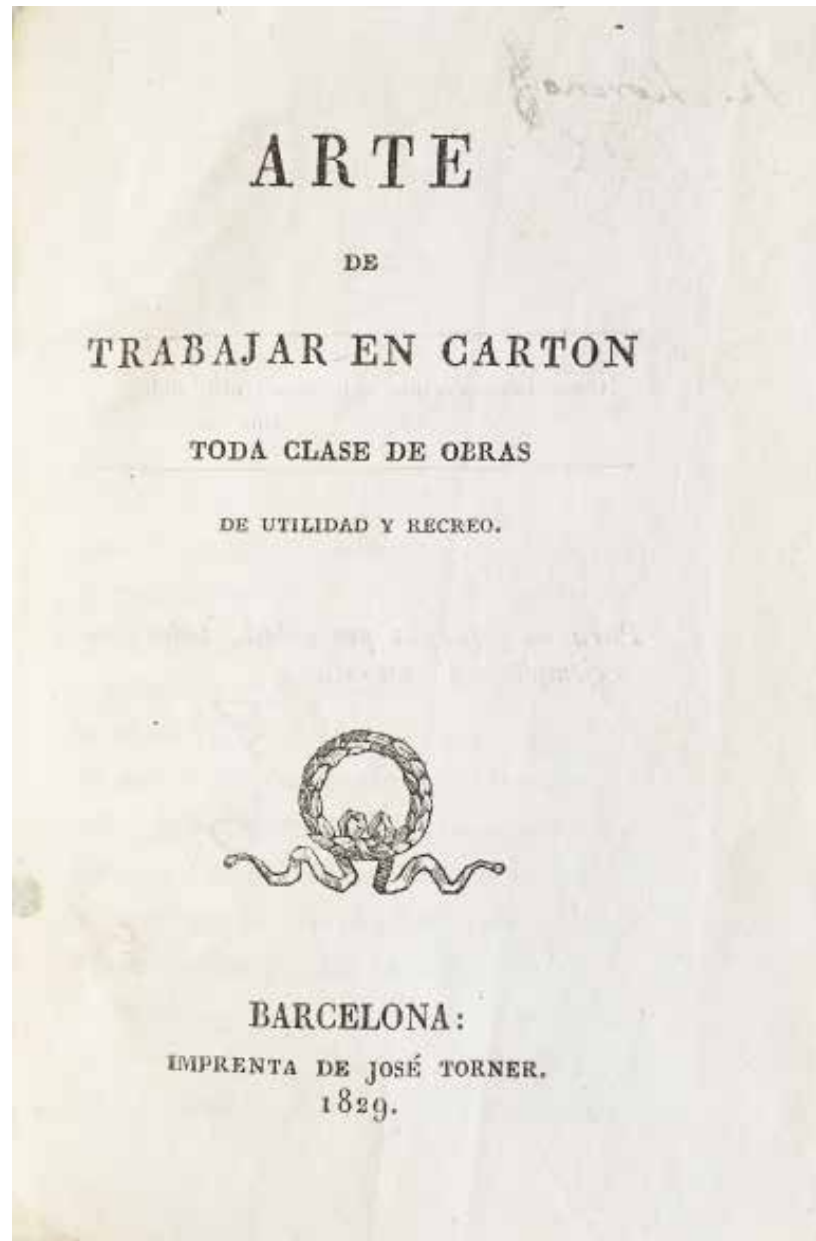 ARTE
DE
TRABAJAR EN CARTON
TODA CLASE DE OBRAS
DE UTILIDAD Y RECREO.
BARCELONA:
IMPRENTA DE JOSÉ TORNER.
1829.